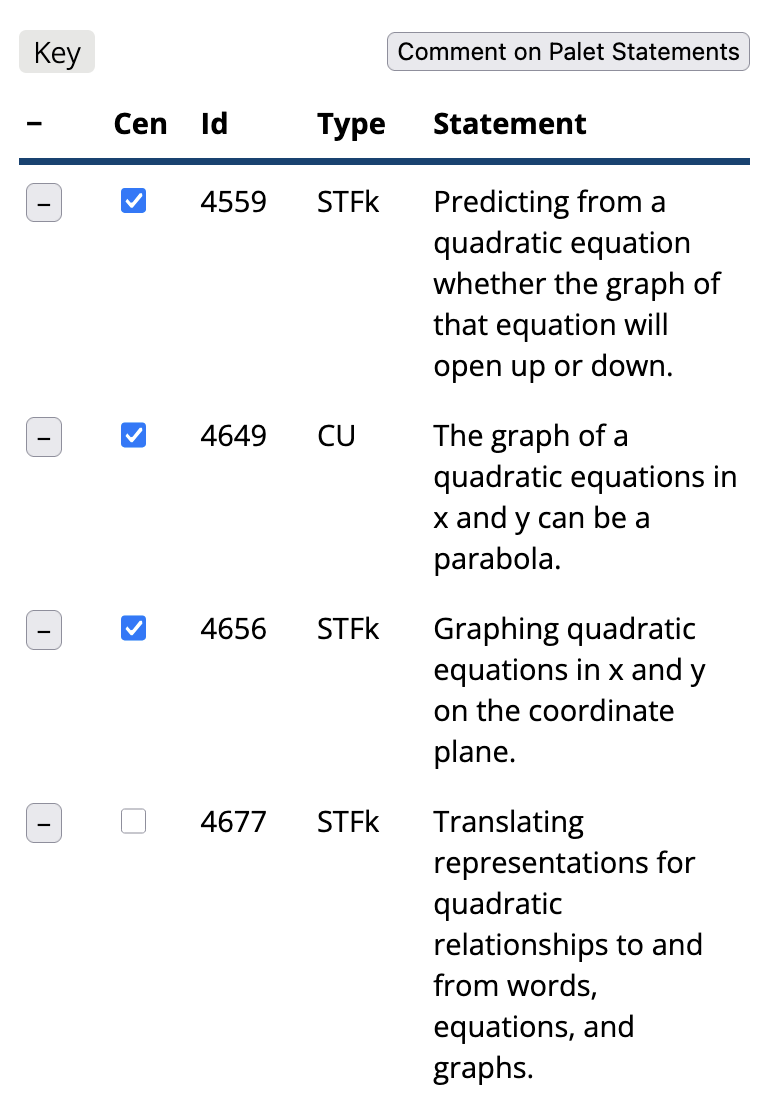 Key
Comment on Palet Statements
– Cen Id Type Statement
– 4559 STFk Predicting from a
quadratic equation
whether the graph of
that equation will
open up or down.
– 4649 CU The graph of a
quadratic equations in
x and y can be a
parabola.
– 4656 STFk Graphing quadratic
equations in x and y
on the coordinate
plane.
– 4677 STFk Translating
representations for
quadratic
relationships to and
from words,
equations, and
graphs.